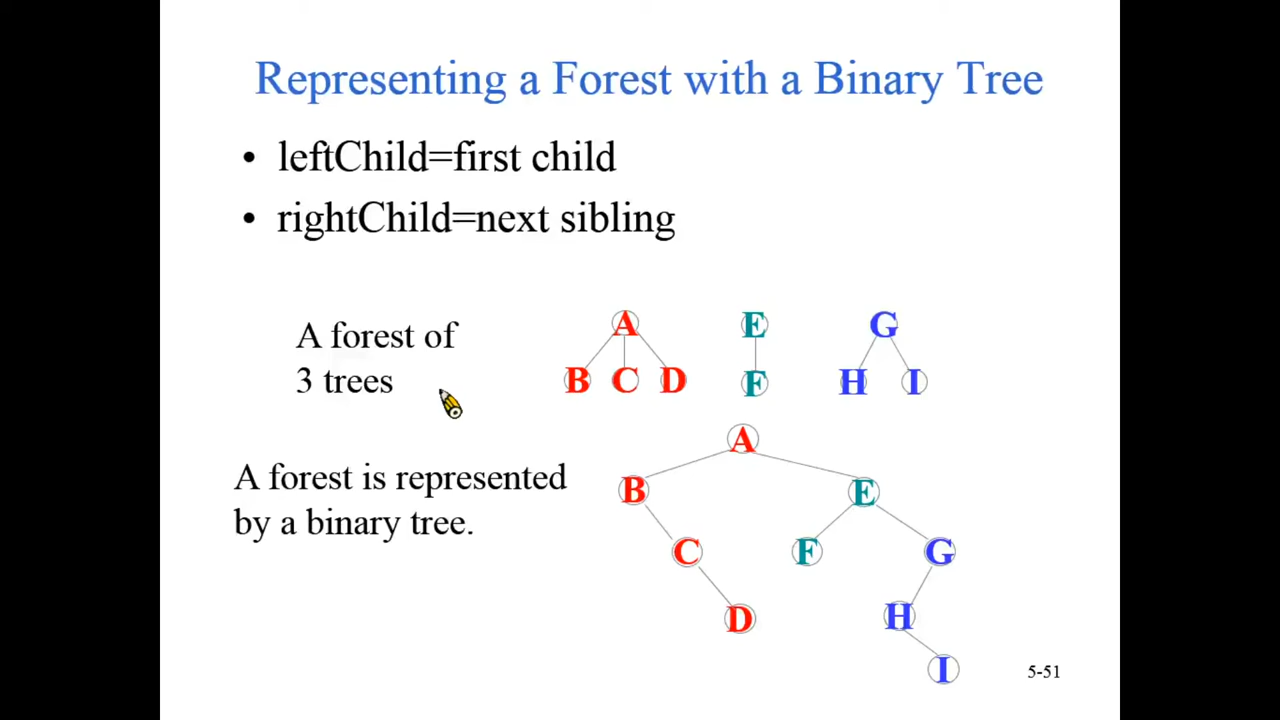 Representing a Forest with a Binary Tree
• leftChild=first child
• rightChild=next sibling
A forest of
3 trees
A E G
B C D F H I
A forest is represented
by a binary tree.
A
B E
C F G
D H
I
5-51